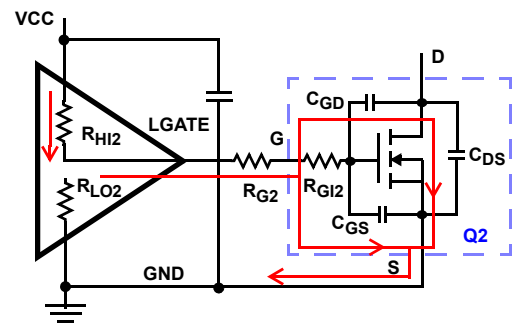 VCC
D
CGD
RHI2
LGATE
G
CDS
RLO2
RG2
RGI2
CGS
Q2
GND
S